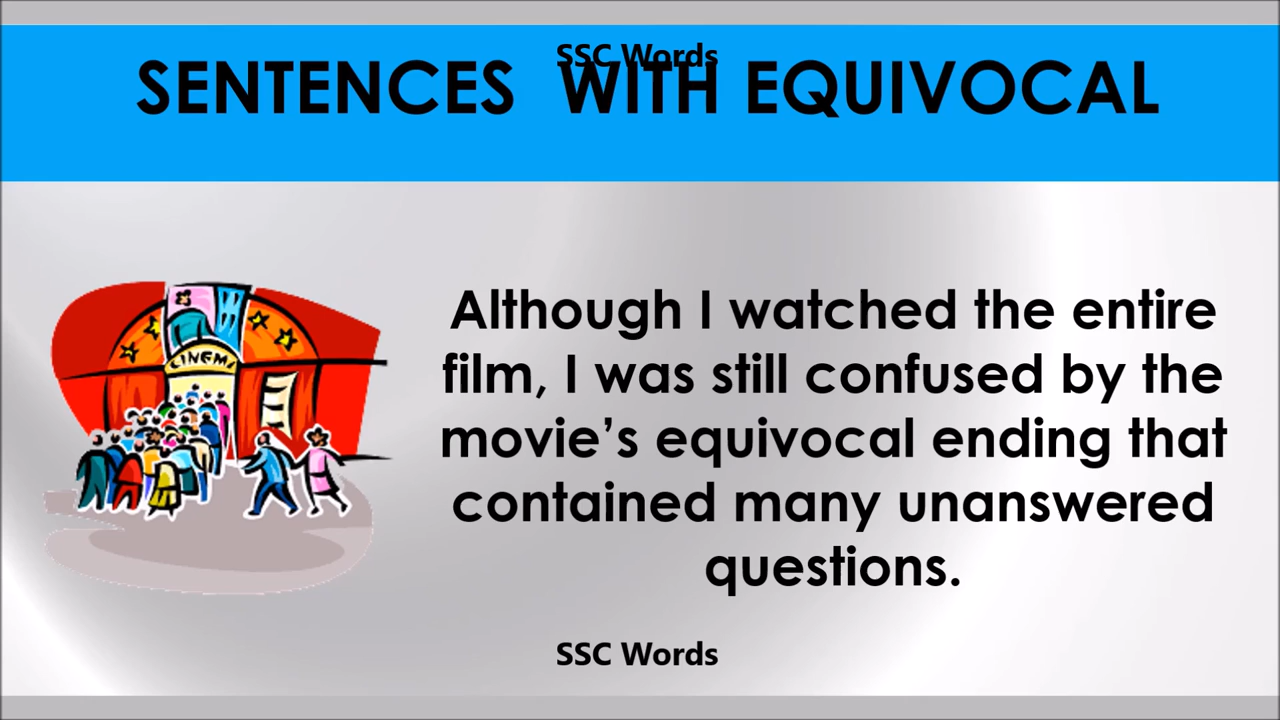 SSC Words
SENTENCES WITH EQUIVOCAL
CINEMA
Although I watched the entire
film, I was still confused by the
movie’s equivocal ending that
contained many unanswered
questions.
SSC Words